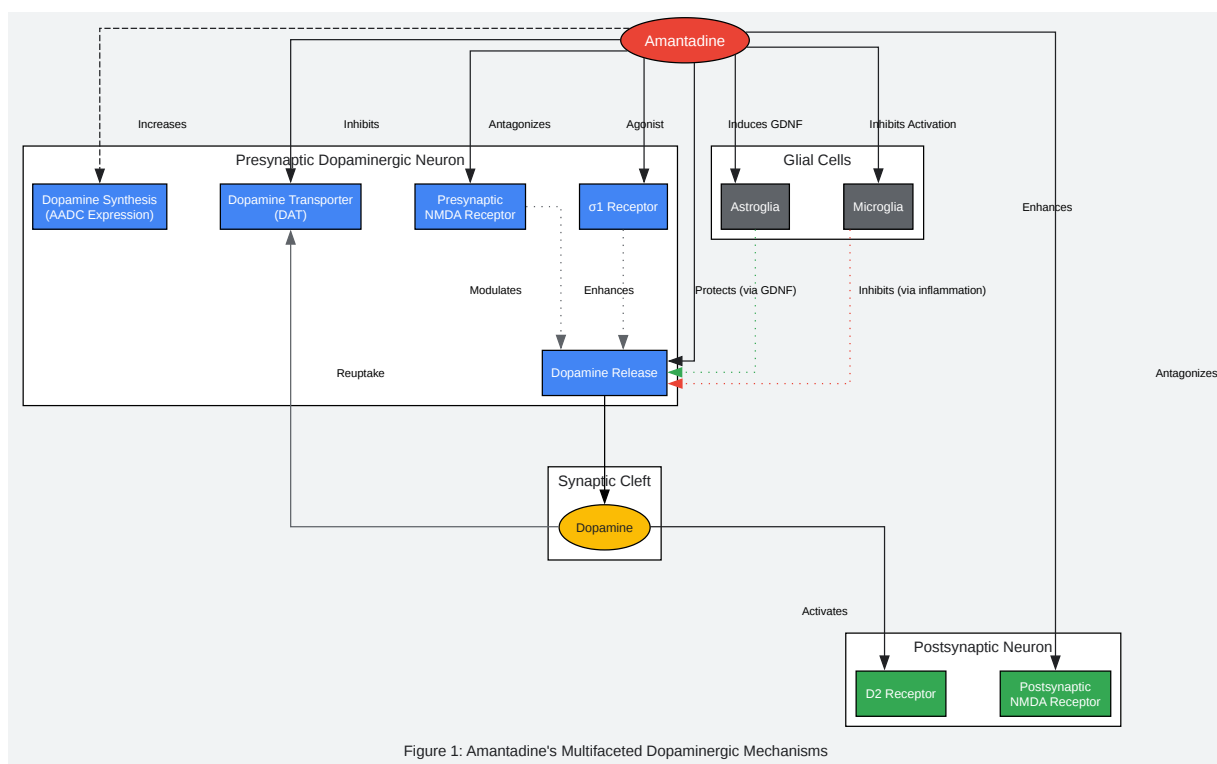 Amantadine
Increases
Inhibits
Antagonizes
Agonist
Induces GDNF
Inhibits Activation
Presynaptic Dopaminergic Neuron
Glial Cells
Dopamine Synthesis
(AADC Expression)
Dopamine Transporter
(DAT)
Presynaptic
NMDA Receptor
σ1 Receptor
Astroglia
Microglia
Enhances
Modulates
Enhances
Protects (via GDNF)
Inhibits (via inflammation)
Reuptake
Dopamine Release
Antagonizes
Synaptic Cleft
Dopamine
Activates
Postsynaptic Neuron
D2 Receptor
Postsynaptic
NMDA Receptor
Figure 1: Amantadine's Multifaceted Dopaminergic Mechanisms